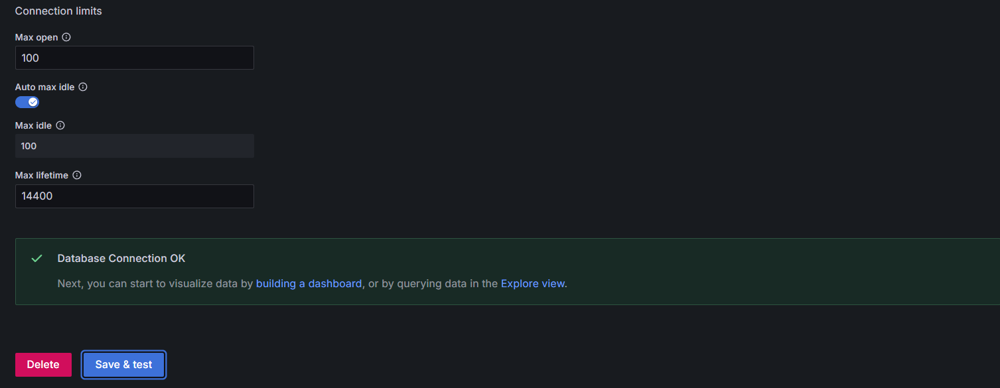 Connection limits
Max open
100
Auto max idle
Max idle
100
Max lifetime
14400
Database Connection OK
Next, you can start to visualize data by building a dashboard, or by querying data in the Explore view.
Delete Save & test